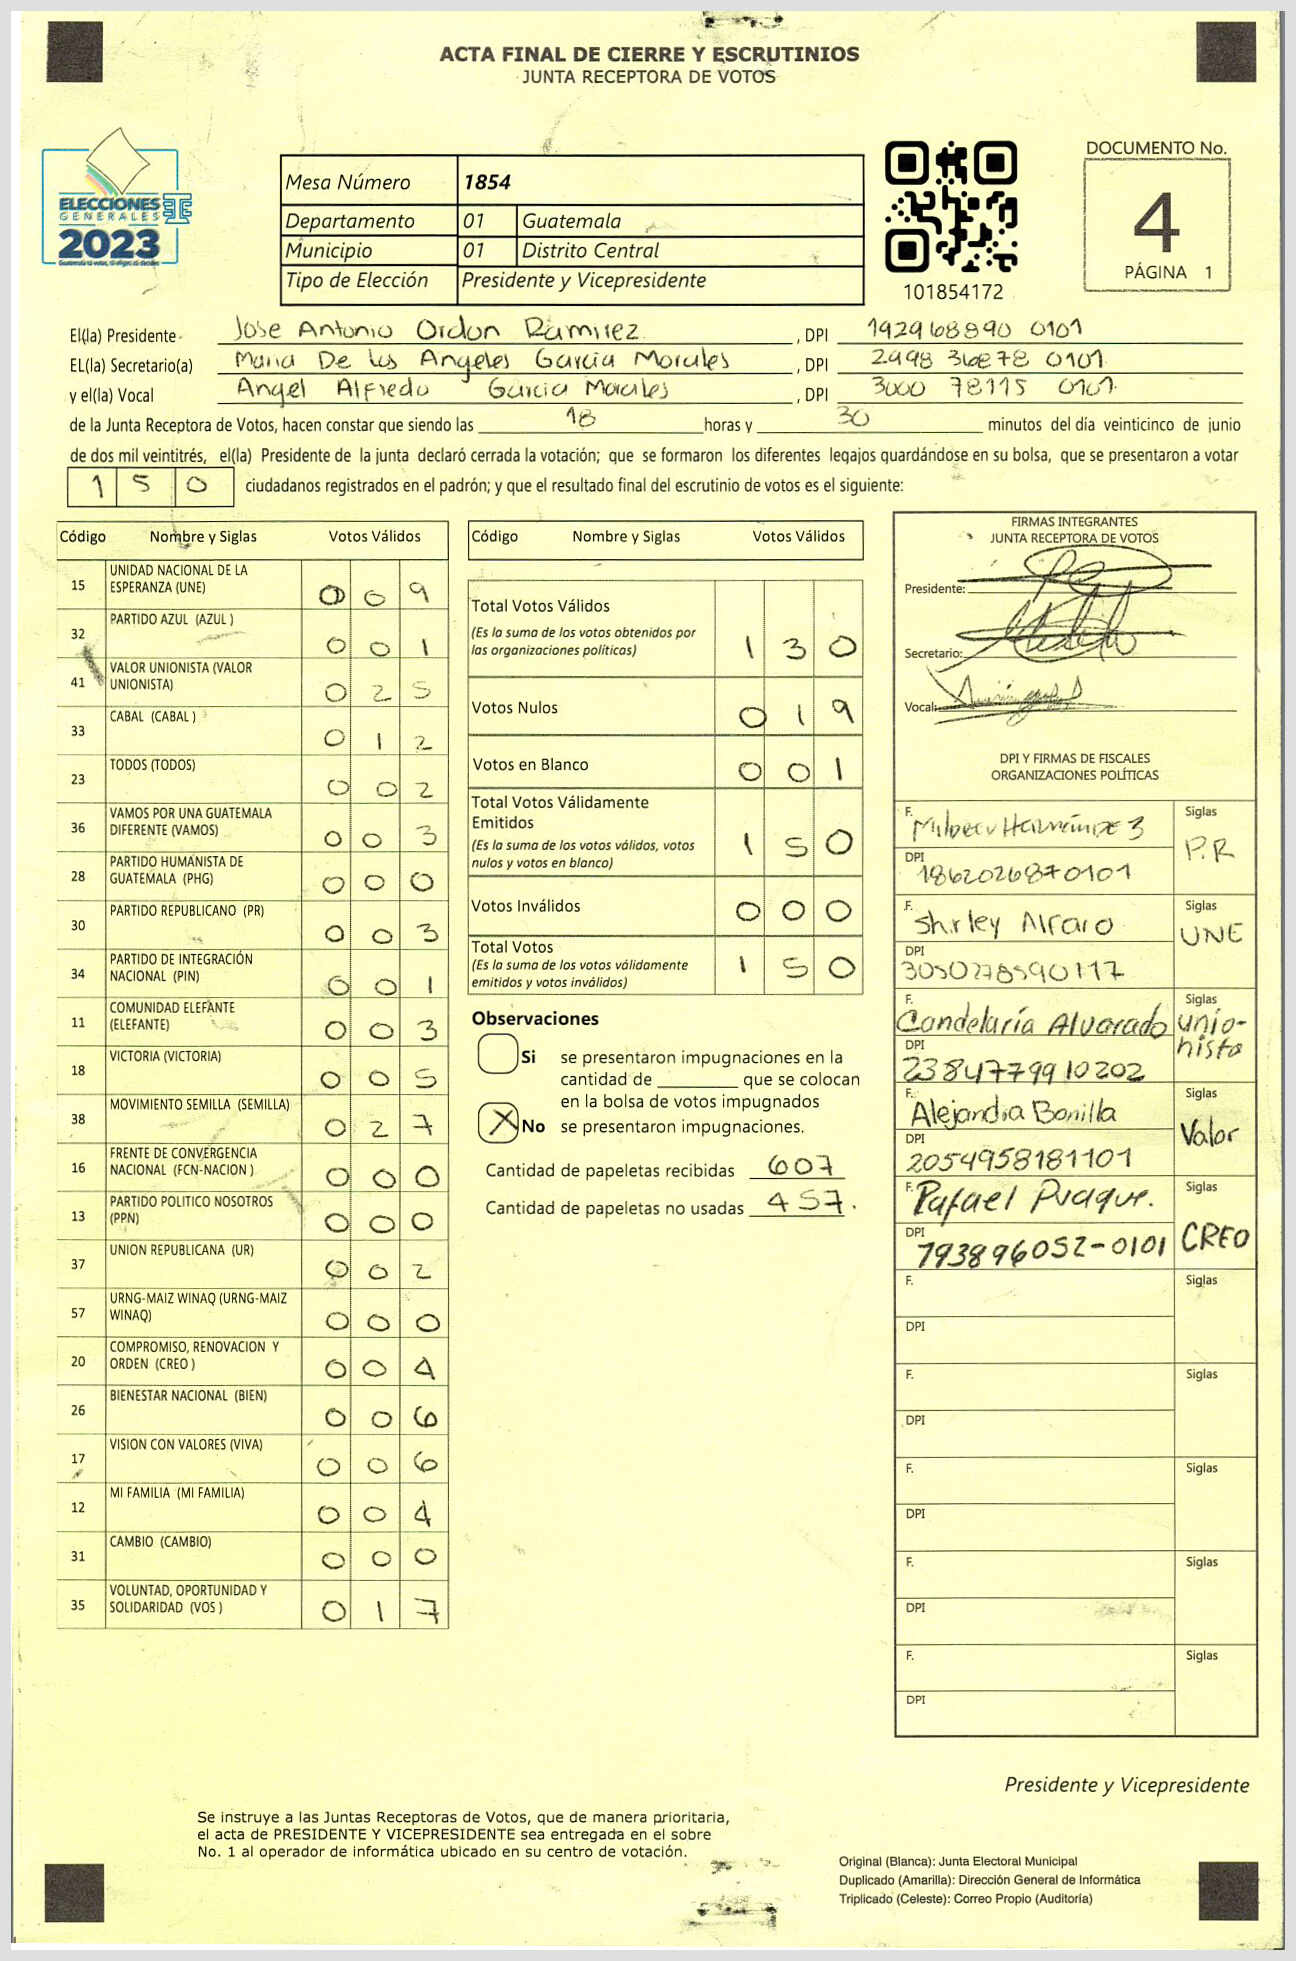 ACTA FINAL DE CIERRE Y ESCRUTINIOS
JUNTA RECEPTORA DE VOTOS
ELECCIONES
GENERALES
2023
Mesa Número 1854
Departamento 01 Guatemala
Municipio 01 Distrito Central
Tipo de Elección Presidente y Vicepresidente
101854172
DOCUMENTO No.
4
PÁGINA 1
El(la) Presidente Jose Antonio Ordon Ramirez , DPI 192968890 0101
EL(la) Secretario(a) Maria De Los Angeles Garcia Morales , DPI 2998 36878 0101
y el(la) Vocal Angel Alfredo Garcia Morales , DPI 3000 78115 0101
de la Junta Receptora de Votos, hacen constar que siendo las 18 horas y 30 minutos del día veinticinco de junio
de dos mil veintitrés, el(la) Presidente de la junta declaró cerrada la votación; que se formaron los diferentes legajos guardándose en su bolsa, que se presentaron a votar
150 ciudadanos registrados en el padrón; y que el resultado final del escrutinio de votos es el siguiente:
Código Nombre y Siglas Votos Válidos
15 UNIDAD NACIONAL DE LA ESPERANZA (UNE) 0 0 9
32 PARTIDO AZUL (AZUL ) 0 0 1
41 VALOR UNIONISTA (VALOR UNIONISTA) 0 2 5
33 CABAL (CABAL ) 0 1 2
23 TODOS (TODOS) 0 0 2
36 VAMOS POR UNA GUATEMALA DIFERENTE (VAMOS) 0 0 3
28 PARTIDO HUMANISTA DE GUATEMALA (PHG) 0 0 0
30 PARTIDO REPUBLICANO (PR) 0 0 3
34 PARTIDO DE INTEGRACIÓN NACIONAL (PIN) 0 0 1
11 COMUNIDAD ELEFANTE (ELEFANTE) 0 0 3
18 VICTORIA (VICTORIA) 0 0 5
38 MOVIMIENTO SEMILLA (SEMILLA) 0 2 7
16 FRENTE DE CONVERGENCIA NACIONAL (FCN-NACION ) 0 0 0
13 PARTIDO POLITICO NOSOTROS (PPN) 0 0 0
37 UNION REPUBLICANA (UR) 0 0 2
57 URNG-MAIZ WINAQ (URNG-MAIZ WINAQ) 0 0 0
20 COMPROMISO, RENOVACION Y ORDEN (CREO ) 0 0 4
26 BIENESTAR NACIONAL (BIEN) 0 0 6
17 VISION CON VALORES (VIVA) 0 0 6
12 MI FAMILIA (MI FAMILIA) 0 0 4
31 CAMBIO (CAMBIO) 0 0 0
35 VOLUNTAD, OPORTUNIDAD Y SOLIDARIDAD (VOS ) 0 1 7
Código Nombre y Siglas Votos Válidos
Total Votos Válidos 1 3 0
(Es la suma de los votos obtenidos por
las organizaciones políticas)
Votos Nulos 0 1 9
Votos en Blanco 0 0 1
Total Votos Válidamente
Emitidos 1 5 0
(Es la suma de los votos válidos, votos
nulos y votos en blanco)
Votos Inválidos 0 0 0
Total Votos 1 5 0
(Es la suma de los votos válidamente
emitidos y votos inválidos)
Observaciones
Si se presentaron impugnaciones en la
cantidad de ________ que se colocan
en la bolsa de votos impugnados
X No se presentaron impugnaciones.
Cantidad de papeletas recibidas 607
Cantidad de papeletas no usadas 457.
FIRMAS INTEGRANTES
JUNTA RECEPTORA DE VOTOS
Presidente:
Secretario:
Vocal:
DPI Y FIRMAS DE FISCALES
ORGANIZACIONES POLÍTICAS
F. Siglas P.R
DPI 1862026870101
F. Shirley Alfaro Siglas UNE
DPI 3050278590117
F. Candelaría Alvarado Siglas Unio-
nista
DPI 2384779910202
F. Alejandra Bonilla Siglas Valor
DPI 2054958181101
F. Rafael Siglas CREO
DPI 793896052-0101
F. Siglas
DPI
F. Siglas
DPI
F. Siglas
DPI
F. Siglas
DPI
F. Siglas
DPI
Presidente y Vicepresidente
Se instruye a las Juntas Receptoras de Votos, que de manera prioritaria,
el acta de PRESIDENTE Y VICEPRESIDENTE sea entregada en el sobre
No. 1 al operador de informática ubicado en su centro de votación.
Original (Blanca): Junta Electoral Municipal
Duplicado (Amarilla): Dirección General de Informática
Triplicado (Celeste): Correo Propio (Auditoría)